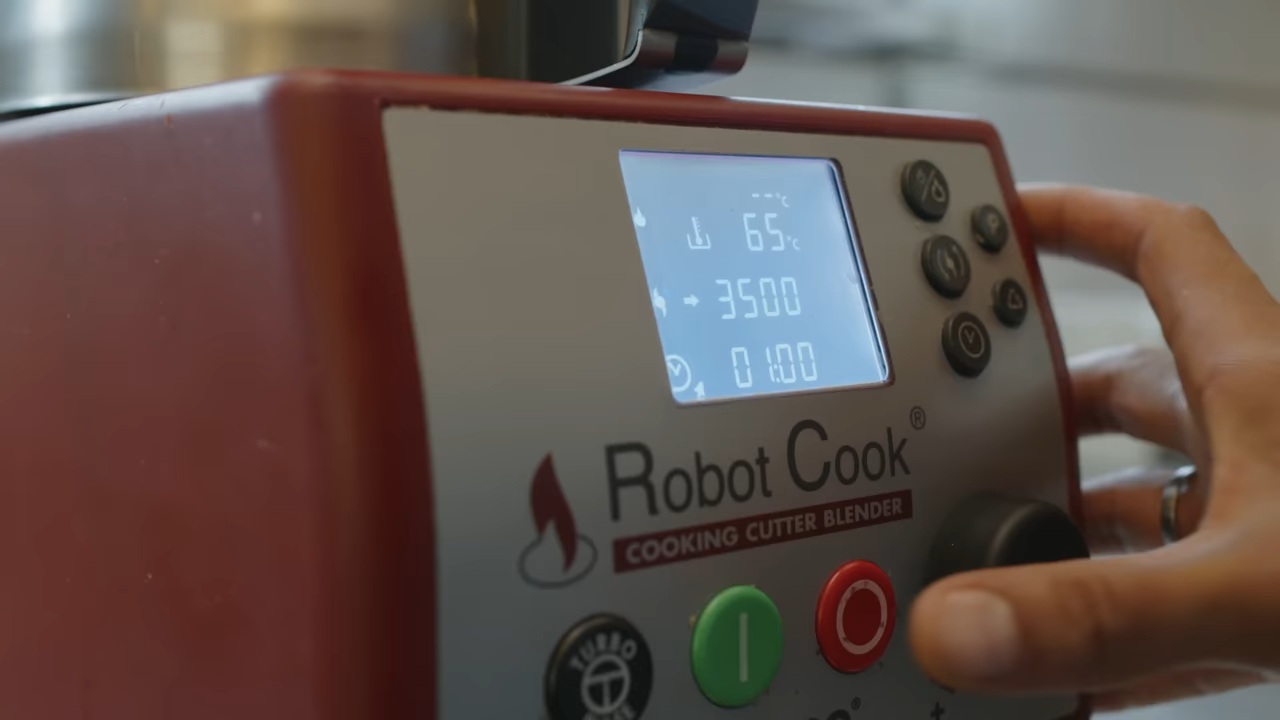 --°C
65°C
3500
01:00
Robot Cook®
COOKING CUTTER BLENDER
TURBO